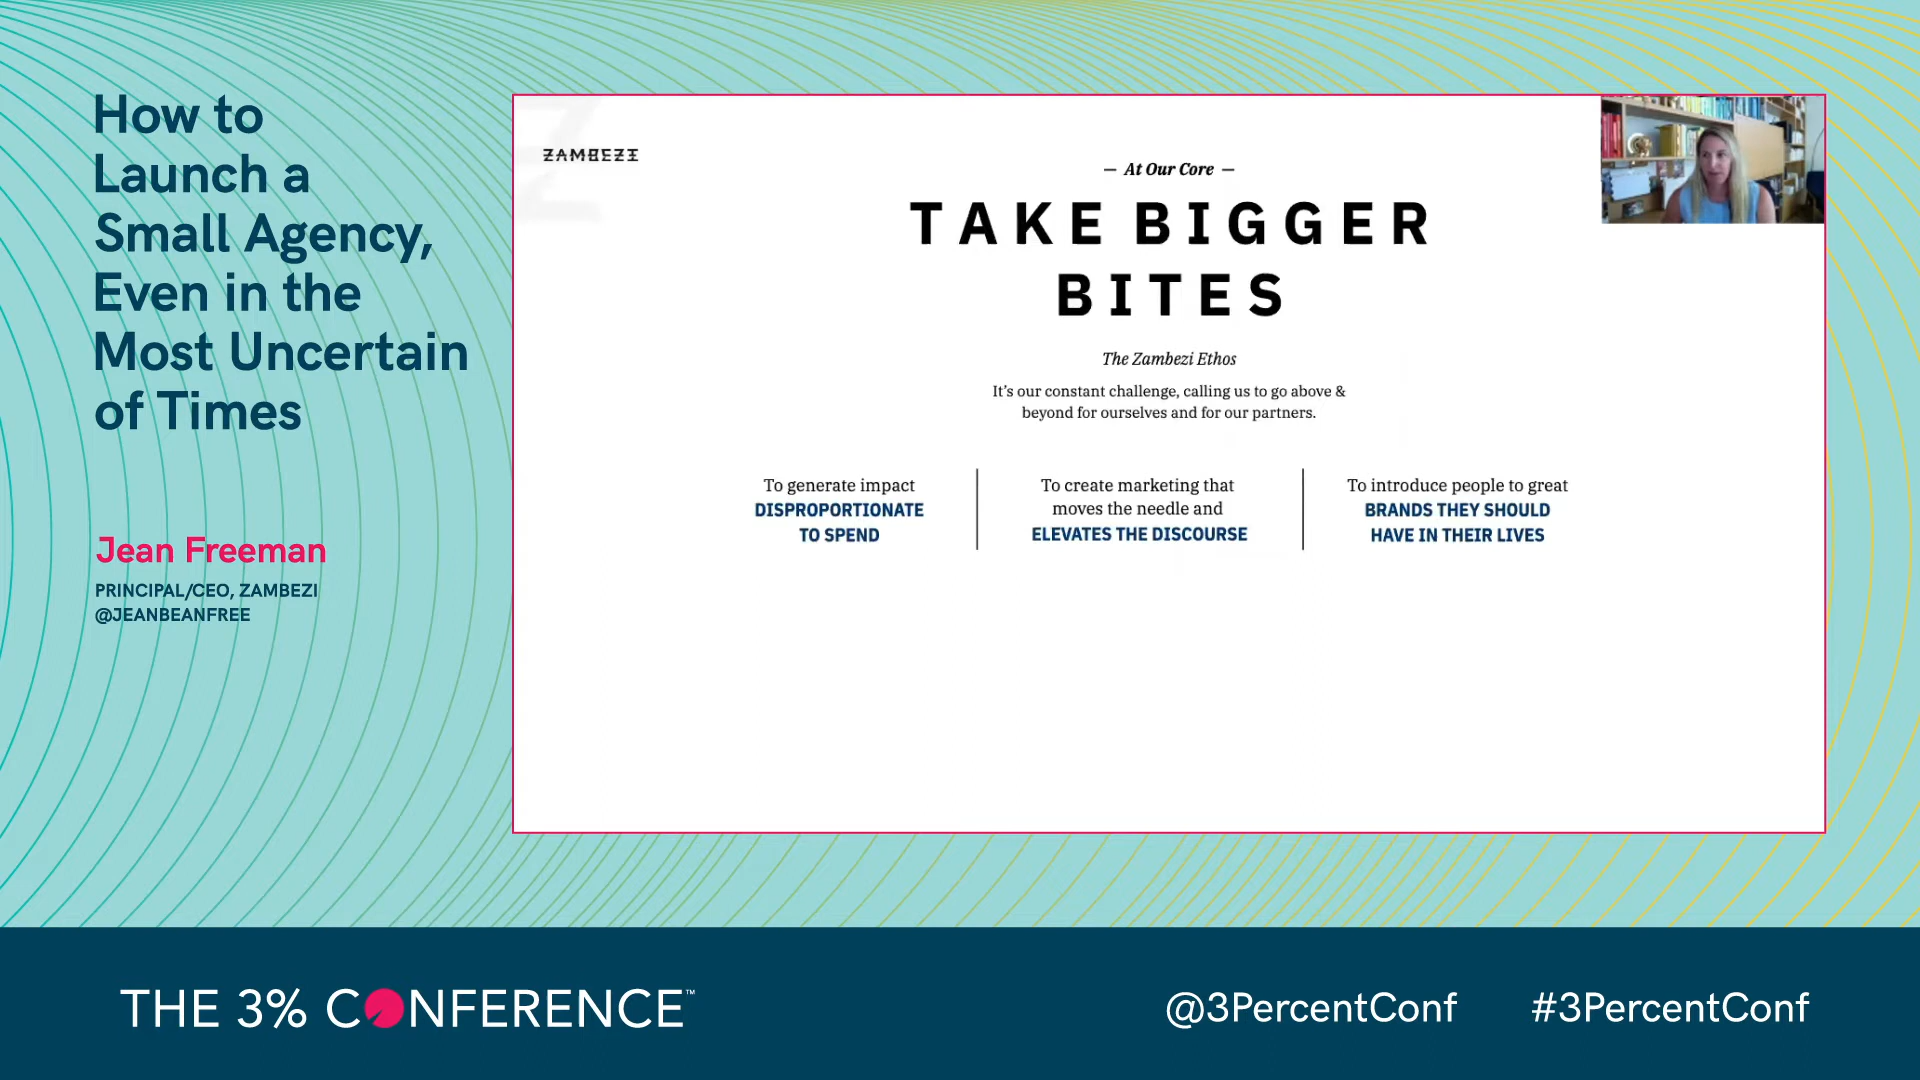 How to
Launch a
Small Agency,
Even in the
Most Uncertain
of Times
Jean Freeman
PRINCIPAL/CEO, ZAMBEZI
@JEANBEANFREE
ZAMBEZI
— At Our Core —
TAKE BIGGER
BITES
The Zambezi Ethos
It's our constant challenge, calling us to go above &
beyond for ourselves and for our partners.
To generate impact
DISPROPORTIONATE
TO SPEND
To create marketing that
moves the needle and
ELEVATES THE DISCOURSE
To introduce people to great
BRANDS THEY SHOULD
HAVE IN THEIR LIVES
THE 3% CONFERENCE™
@3PercentConf
#3PercentConf